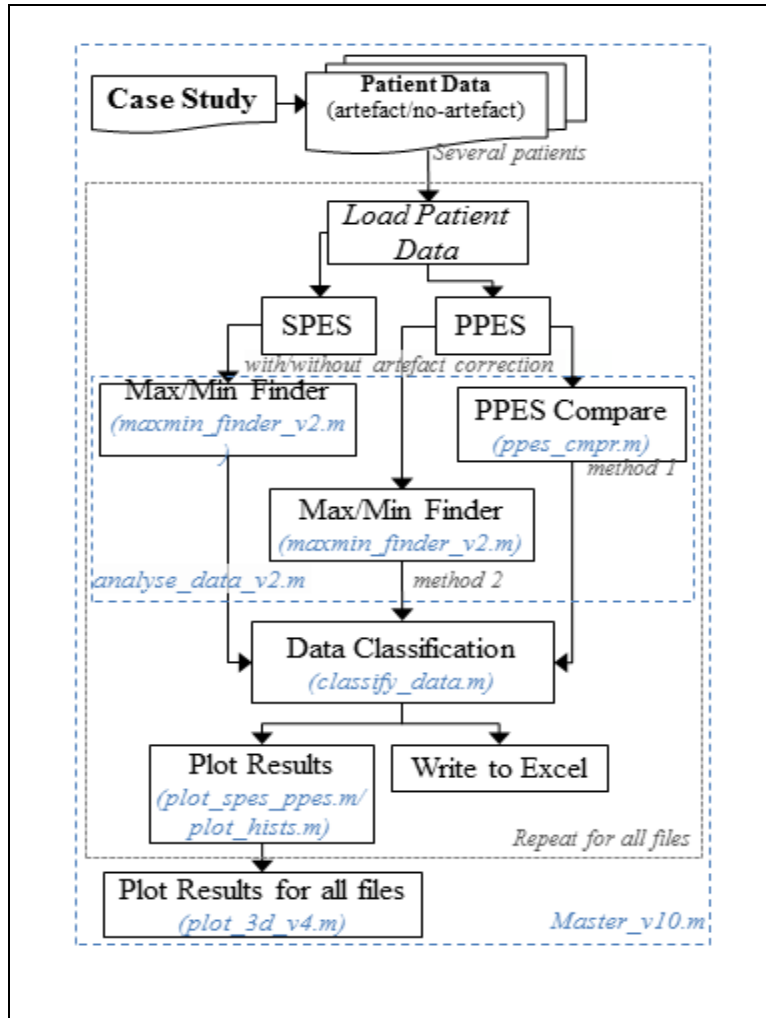 Case Study
Patient Data
(artefact/no-artefact)
Several patients
Load Patient
Data
SPES
PPES
with/without artefact correction
Max/Min Finder
(maxmin_finder_v2.m
)
PPES Compare
(ppes_cmpr.m)
method 1
Max/Min Finder
(maxmin_finder_v2.m)
analyse_data_v2.m
method 2
Data Classification
(classify_data.m)
Plot Results
(plot_spes_ppes.m/
plot_hists.m)
Write to Excel
Repeat for all files
Plot Results for all files
(plot_3d_v4.m)
Master_v10.m